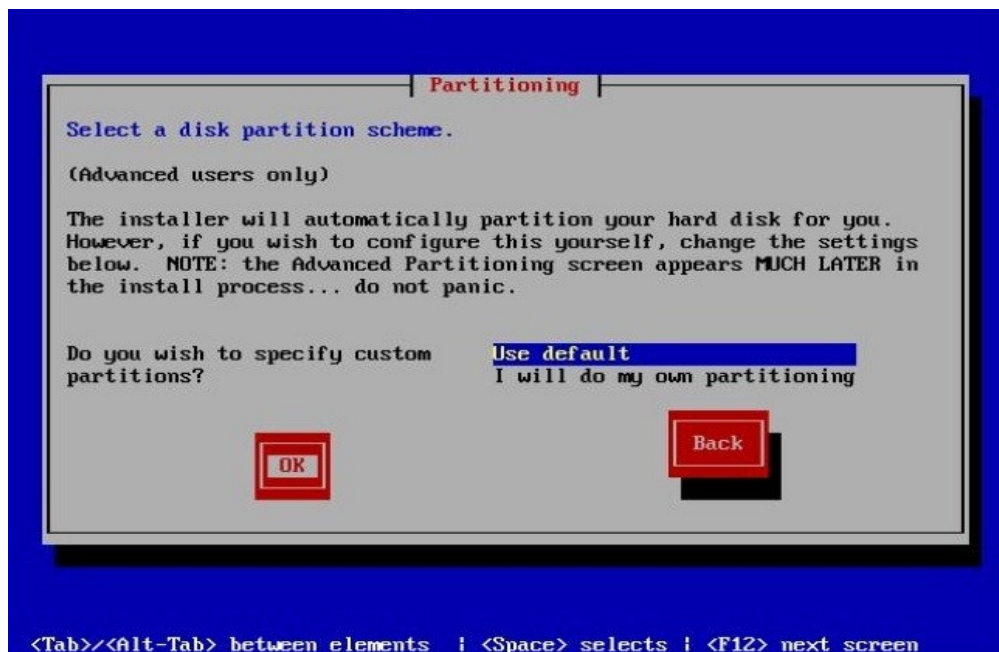 Partitioning
Select a disk partition scheme.
(Advanced users only)
The installer will automatically partition your hard disk for you.
However, if you wish to configure this yourself, change the settings
below.  NOTE: the Advanced Partitioning screen appears MUCH LATER in
the install process... do not panic.
Do you wish to specify custom
partitions?
Use default
I will do my own partitioning
OK
Back
<Tab>/<Alt-Tab> between elements  | <Space> selects | <F12> next screen